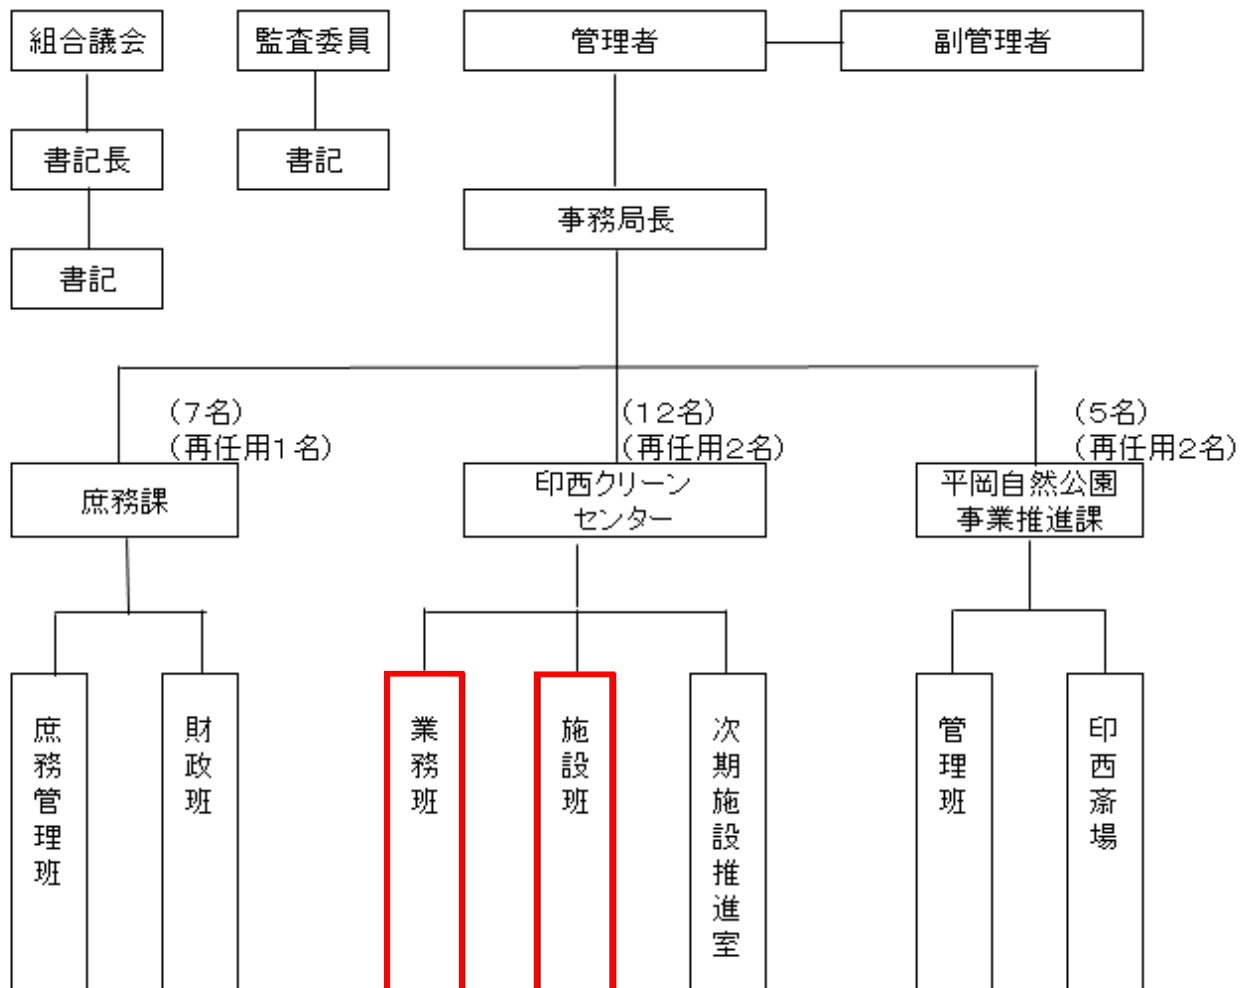 組合議会
監査委員
管理者
副管理者
書記長
書記
事務局長
書記
(7名)
(再任用1名)
(12名)
(再任用2名)
(5名)
(再任用2名)
庶務課
印西クリーン
センター
平岡自然公園
事業推進課
庶務管理班
財政班
業務班
施設班
次期施設推進室
管理班
印西斎場